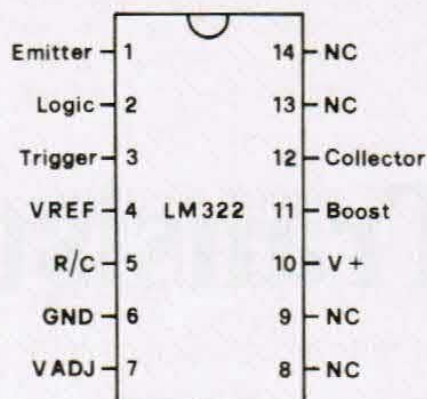 Emitter 1 14 NC
Logic 2 13 NC
Trigger 3 12 Collector
VREF 4 LM322 11 Boost
R/C 5 10 V+
GND 6 9 NC
VADJ 7 8 NC